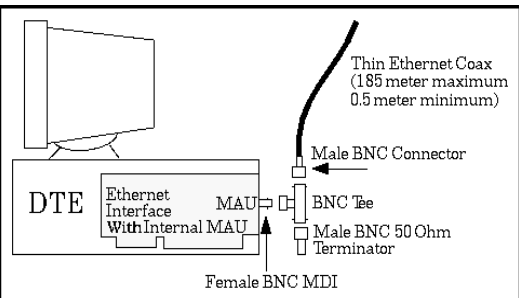 Thin Ethernet Coax
(185 meter maximum
0.5 meter minimum)
Male BNC Connector
DTE
Ethernet
Interface
With Internal MAU
MAU
BNC Tee
Male BNC 50 Ohm
Terminator
Female BNC MDI